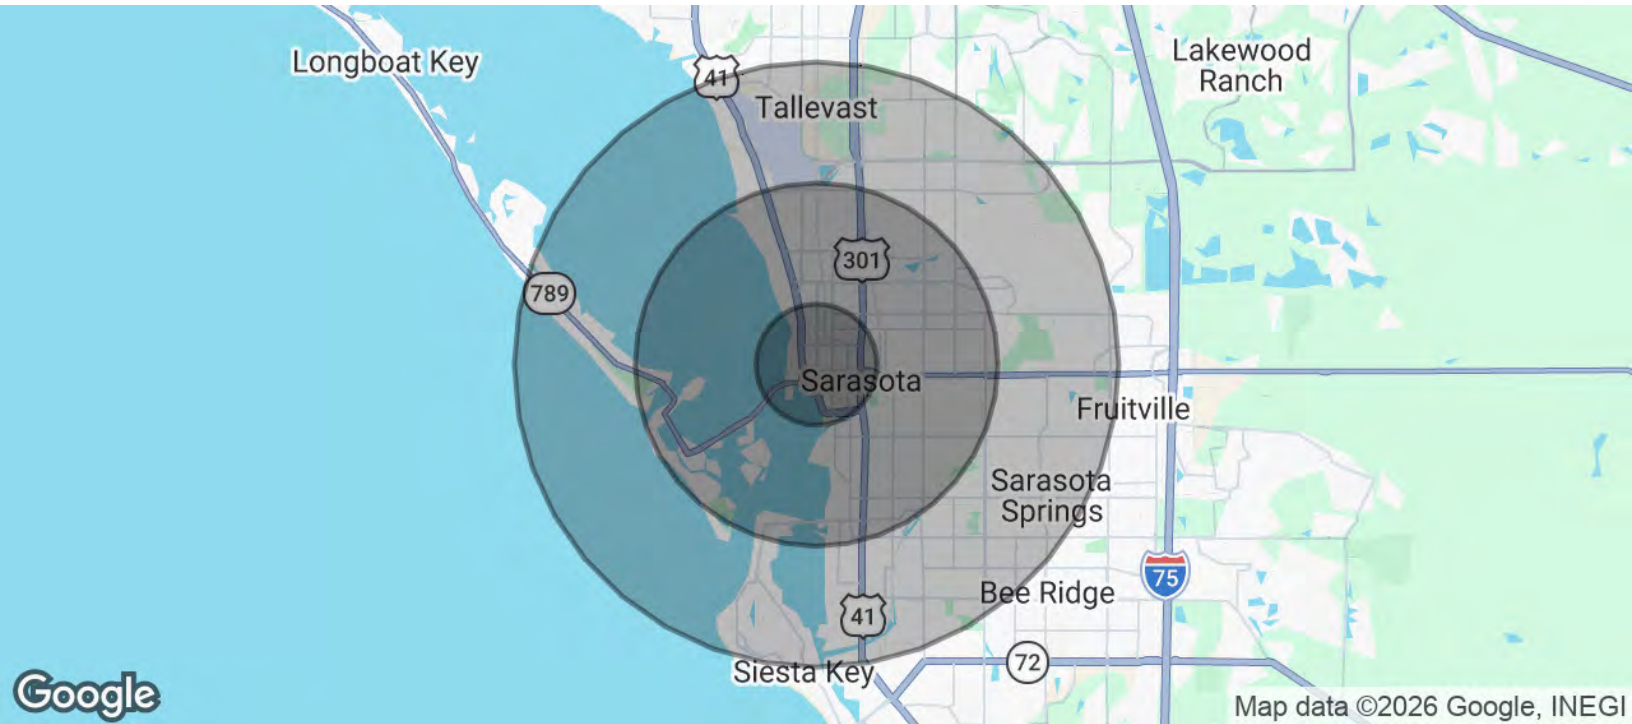 Longboat Key
41
Tallevast
Lakewood
Ranch
301
789
Sarasota
Fruitville
Sarasota
Springs
75
Bee Ridge
41
72
Siesta Key
Google
Map data ©2026 Google, INEGI